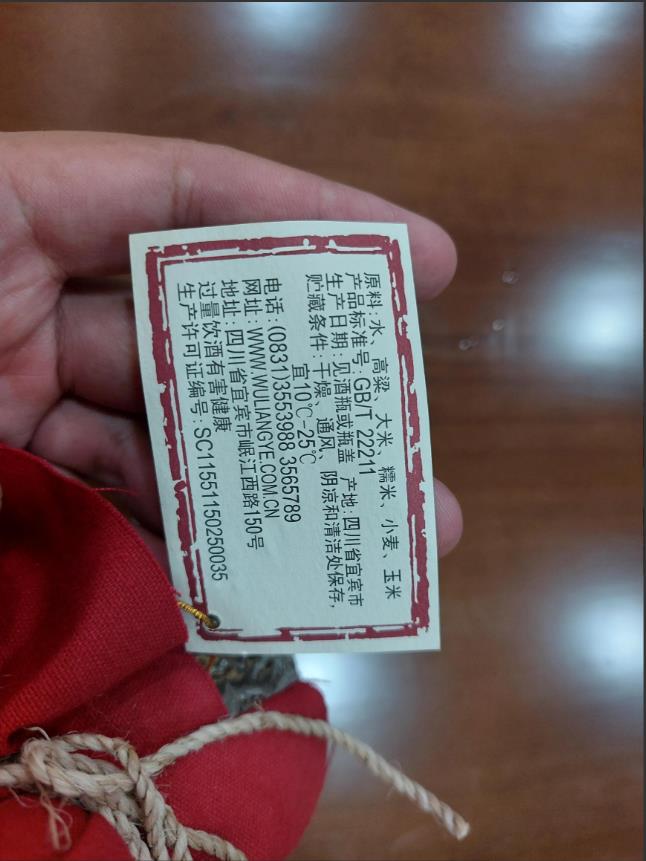 原料:水、高粱、大米、糯米、小麦、玉米
产品标准号:GB/T 22211
生产日期:见酒瓶或瓶盖 产地:四川省宜宾市
贮藏条件:干燥、通风、阴凉和清洁处保存,
宜10℃-25℃
电话:(0831)3553988 3565789
网址:WWW.WULIANGYE.COM.CN
地址:四川省宜宾市岷江西路150号
过量饮酒有害健康
生产许可证编号:SC11551150250035